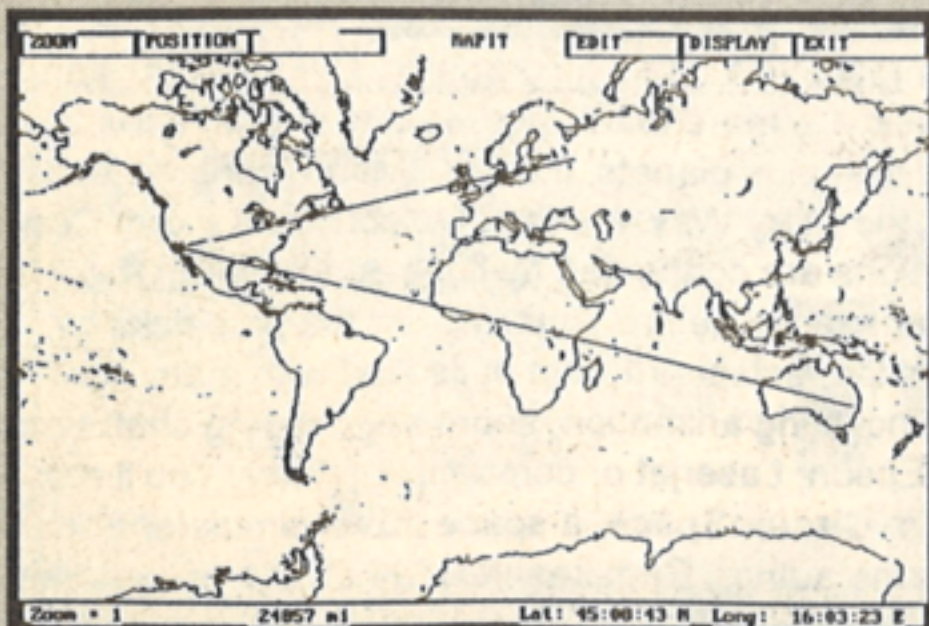 ZOOM POSITION MAPIT EDIT DISPLAY EXIT
Zoom = 1 24857 mi Lat: 45:08:43 N Long: 16:03:23 E